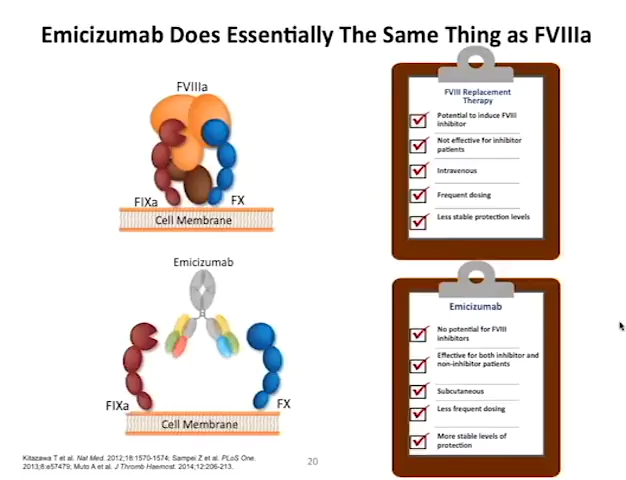 Emicizumab Does Essentially The Same Thing as FVIIIa
FVIIIa
FIXa
FX
Cell Membrane
Emicizumab
FIXa
FX
Cell Membrane
FVIII Replacement
Therapy
Potential to induce FVIII
inhibitor
Not effective for inhibitor
patients
Intravenous
Frequent dosing
Less stable protection levels
Emicizumab
No potential for FVIII
inhibitors
Effective for both inhibitor and
non-inhibitor patients
Subcutaneous
Less frequent dosing
More stable levels of
protection
Kitazawa T et al. Nat Med. 2012;18:1570-1574; Sampei Z et al. PLoS One.
2013;8:e57479; Muto A et al. J Thromb Haemost. 2014;12:206-213.
20